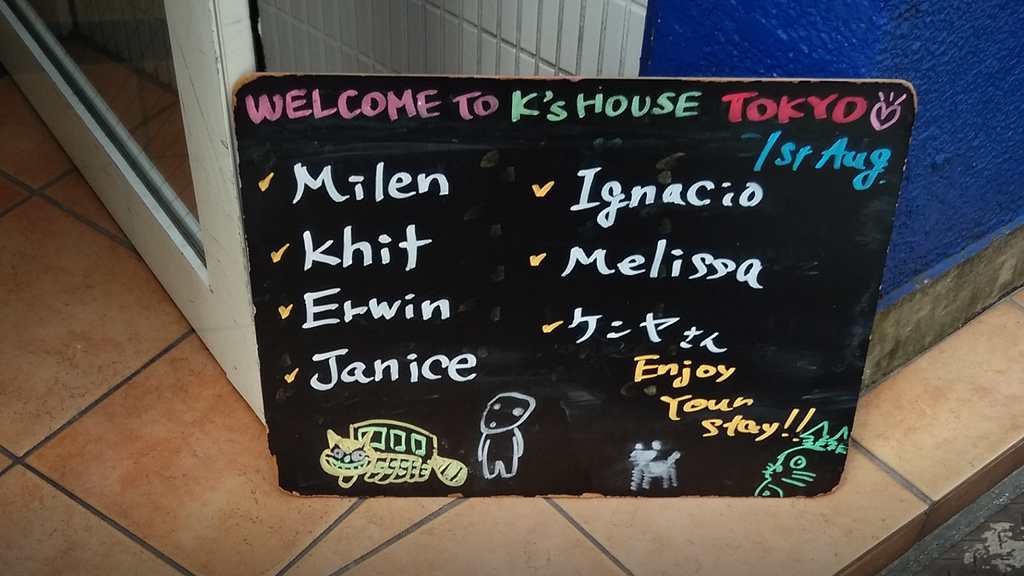 WELCOME TO K's HOUSE TOKYO
1st Aug.
Milen
Khit
Erwin
Janice
Ignacio
Melissa
ケニヤさん
Enjoy
Your
stay!!